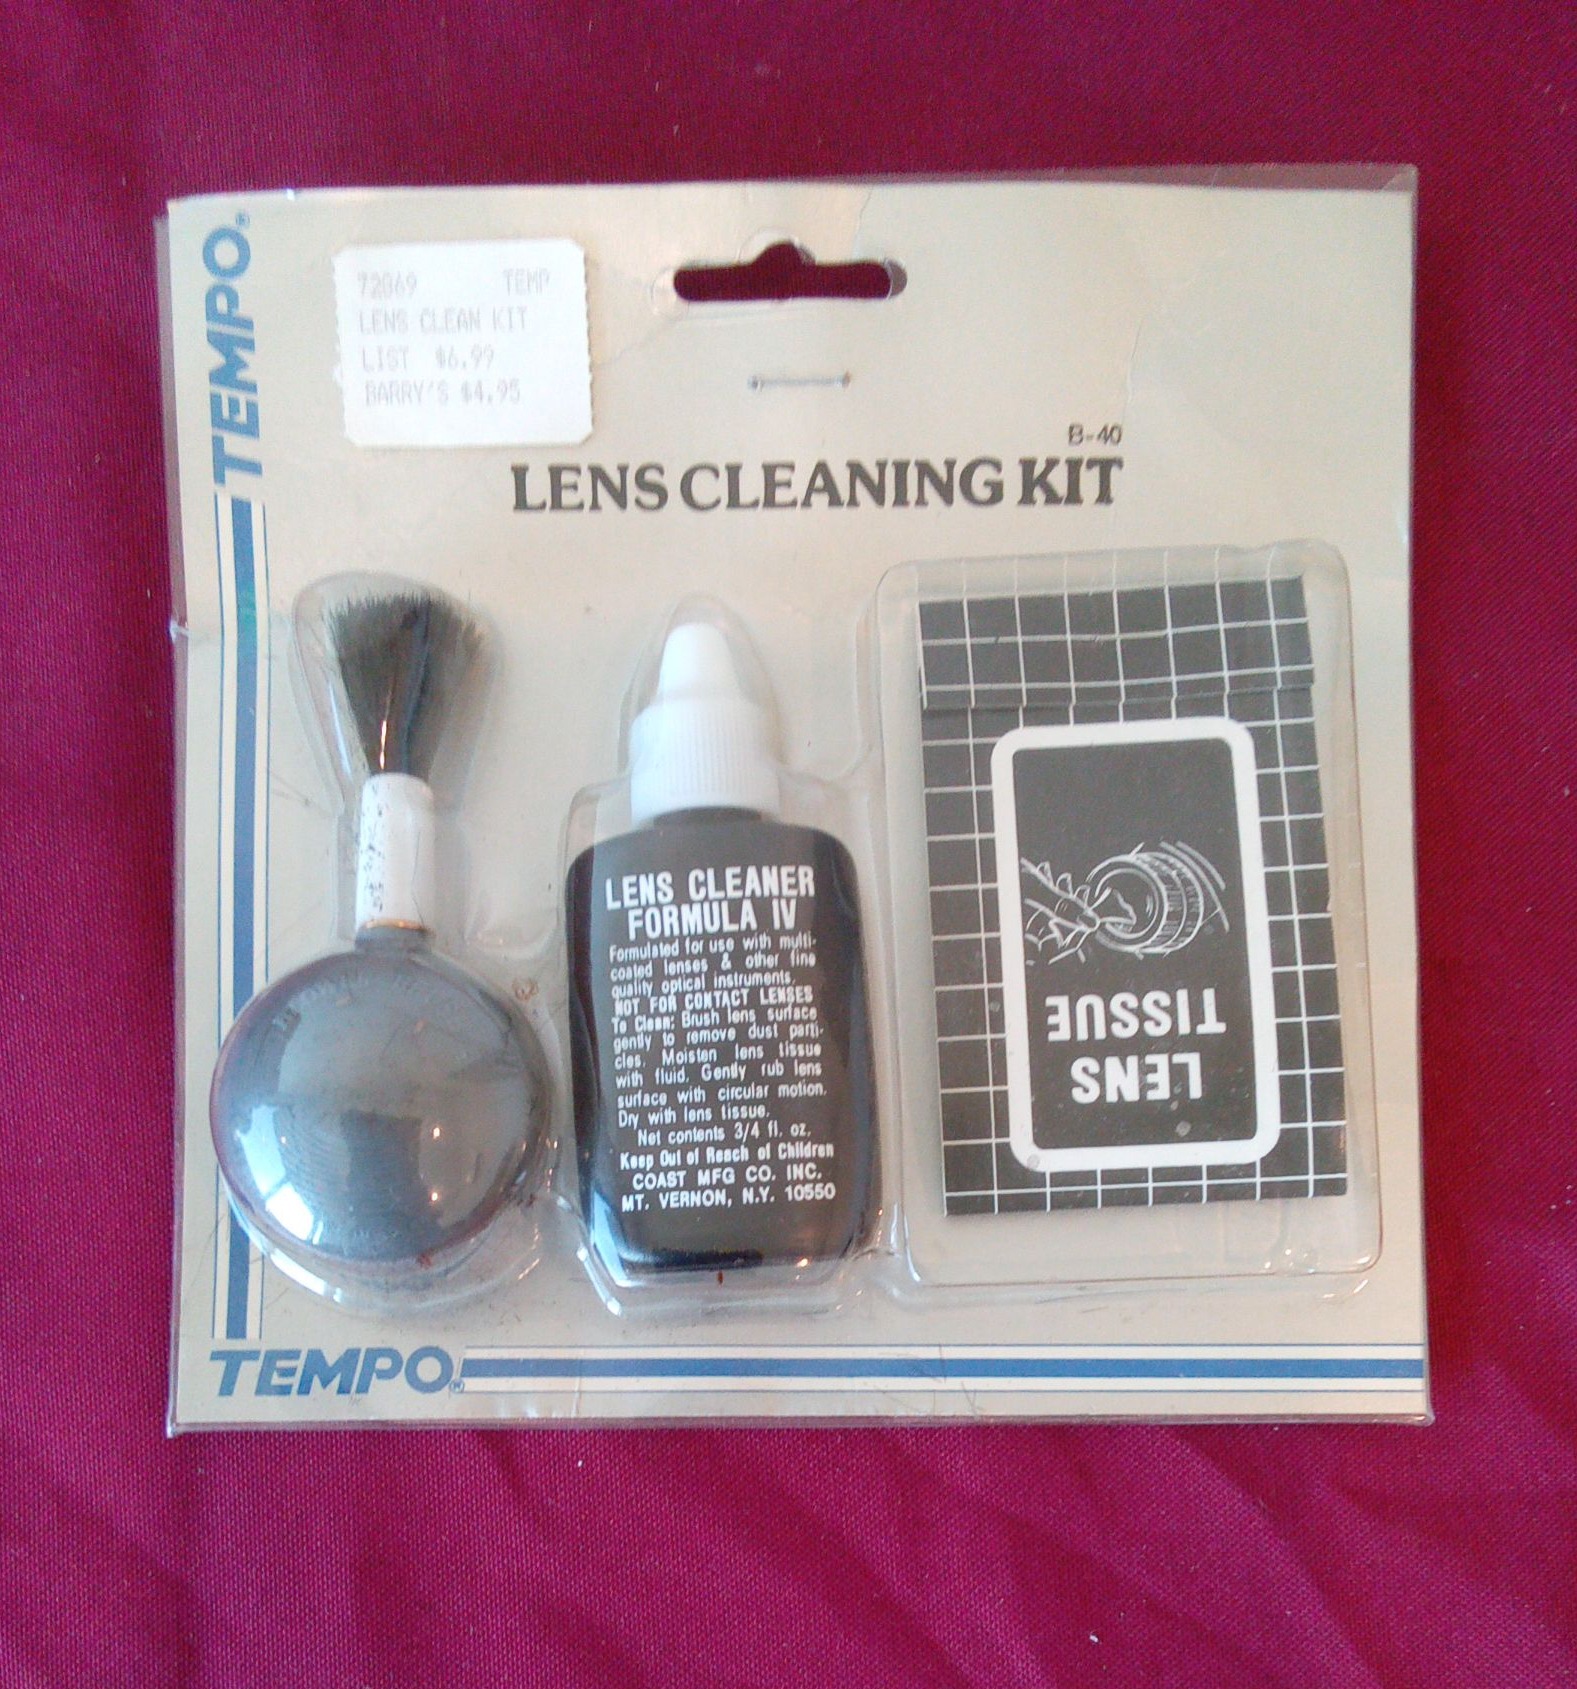 TEMPO®
72869 TEMP
LENS CLEAN KIT
LIST $6.99
BARRY'S $4.95
B-40
LENS CLEANING KIT
LENS CLEANER
FORMULA IV
Formulated for use with multi-
coated lenses & other fine
quality optical instruments.
NOT FOR CONTACT LENSES
To Clean: Brush lens surface
gently to remove dust parti-
cles. Moisten lens tissue
with fluid. Gently rub lens
surface with circular motion.
Dry with lens tissue.
Net contents 3/4 fl. oz.
Keep Out of Reach of Children
COAST MFG CO. INC.
MT. VERNON, N.Y. 10550
LENS
TISSUE
TEMPO®